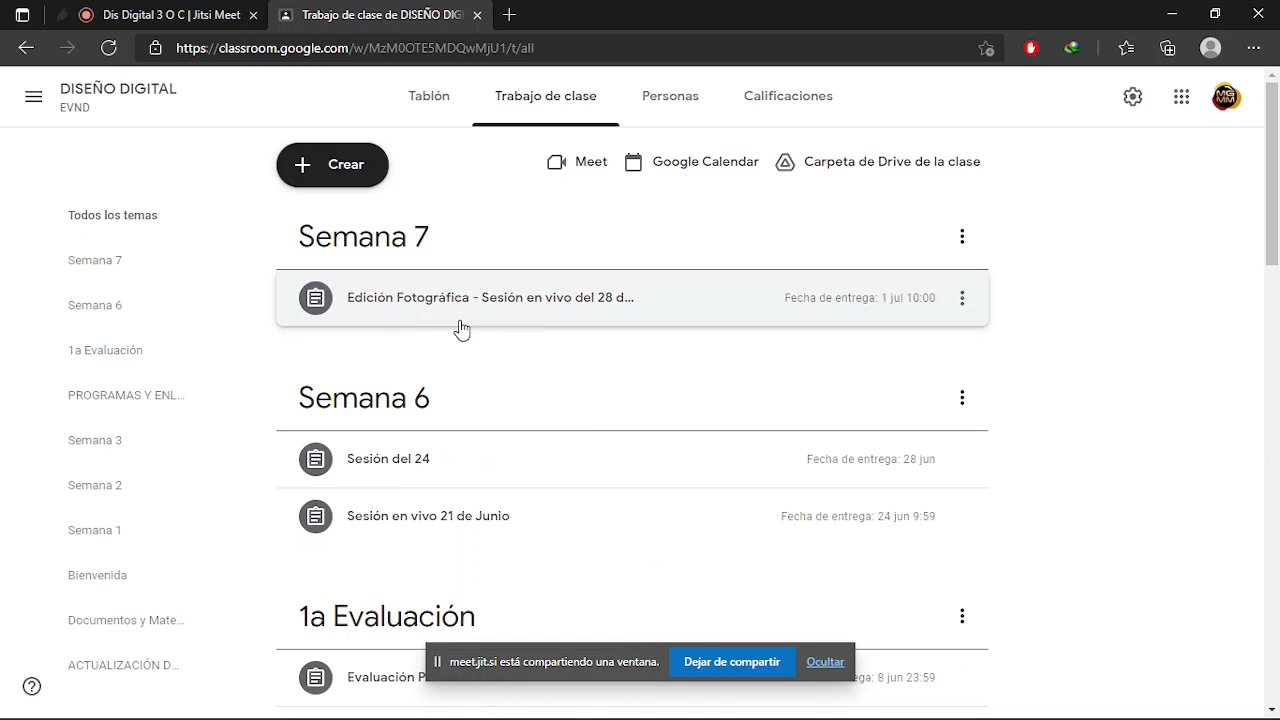 Dis Digital 3 O C | Jitsi Meet
Trabajo de clase de DISEÑO DIGI
https://classroom.google.com/w/MzM0OTE5MDQwMjU1/t/all
DISEÑO DIGITAL
EVND
Tablón
Trabajo de clase
Personas
Calificaciones
MG
MM
+ Crear
Meet
Google Calendar
Carpeta de Drive de la clase
Todos los temas
Semana 7
Semana 6
1a Evaluación
PROGRAMAS Y ENL...
Semana 3
Semana 2
Semana 1
Bienvenida
Documentos y Mate...
ACTUALIZACIÓN D...
Semana 7
Edición Fotográfica - Sesión en vivo del 28 d...
Fecha de entrega: 1 jul 10:00
Semana 6
Sesión del 24
Fecha de entrega: 28 jun
Sesión en vivo 21 de Junio
Fecha de entrega: 24 jun 9:59
1a Evaluación
Evaluación P
ega: 8 jun 23:59
meet.jit.si está compartiendo una ventana.
Dejar de compartir
Ocultar